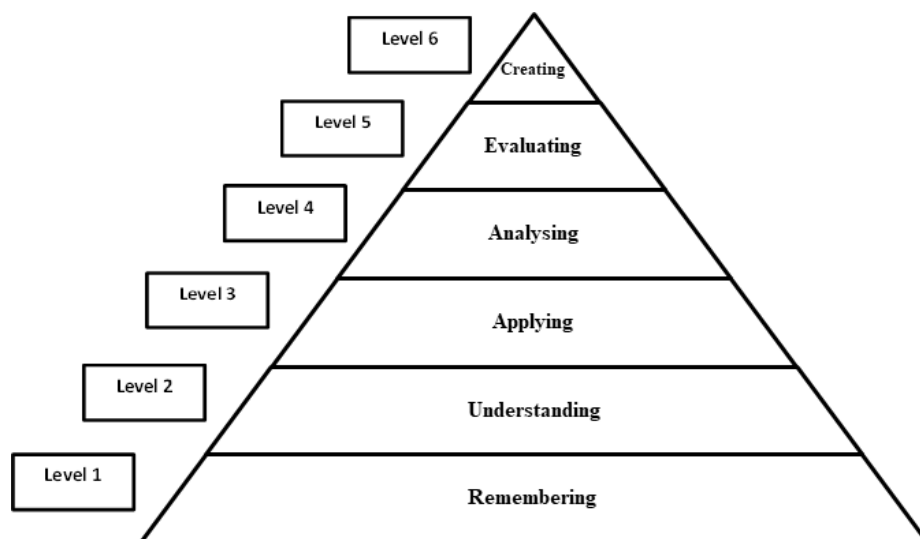 Level 6
Creating
Level 5
Evaluating
Level 4
Analysing
Level 3
Applying
Level 2
Understanding
Level 1
Remembering